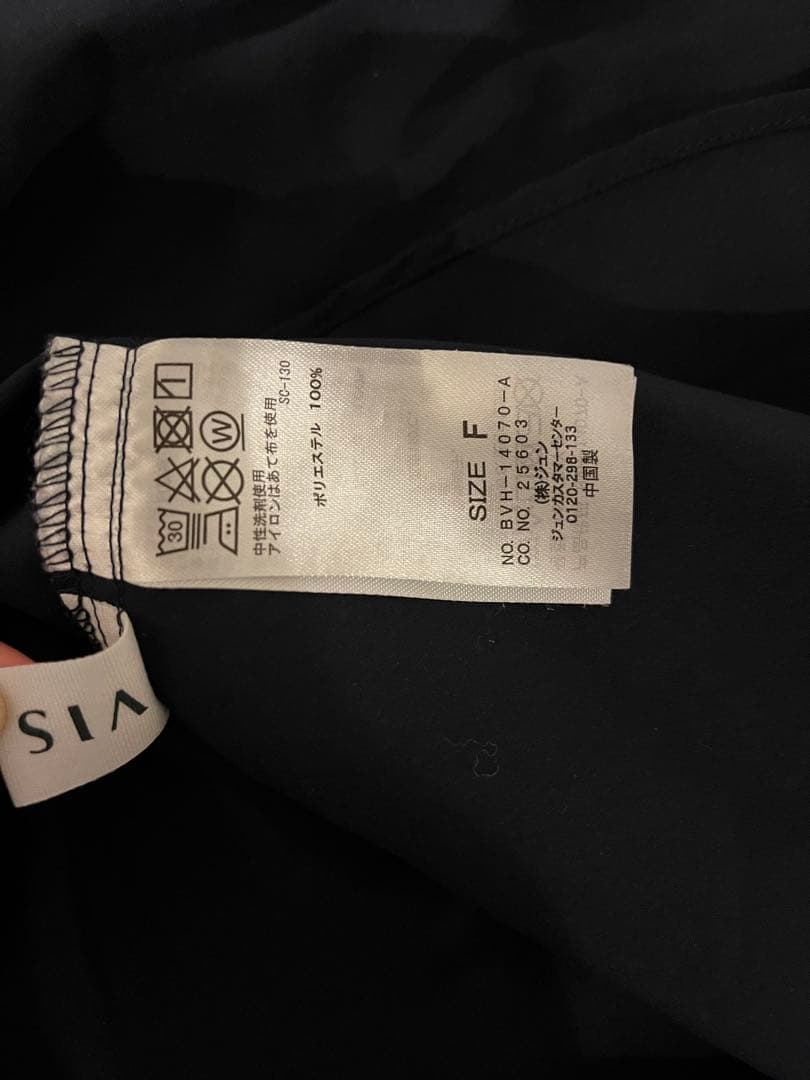 30
W
中性洗剤使用
アイロンはあて布を使用
SC-130
ポリエステル 100%
SIZE F
NO. BVH-14070-A
CO. NO. 25603
(株)ジュン
ジュンカスタマーセンター
0120-298-133
中国製
VIS